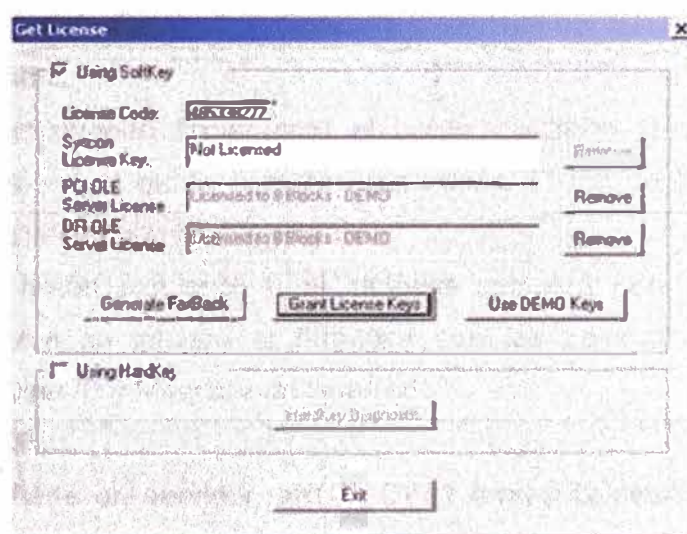 Get License
Using SoftKey
License Code:
Syscon
License Key:
Not Licensed
PCI OLE
Server License
Licensed to 8 Blocks - DEMO
Remove
DFI OLE
Server License
Licensed to 8 Blocks - DEMO
Remove
Generate FaxBack
Grant License Keys
Use DEMO Keys
Using HardKey
HardKey Diagnostic
Exit